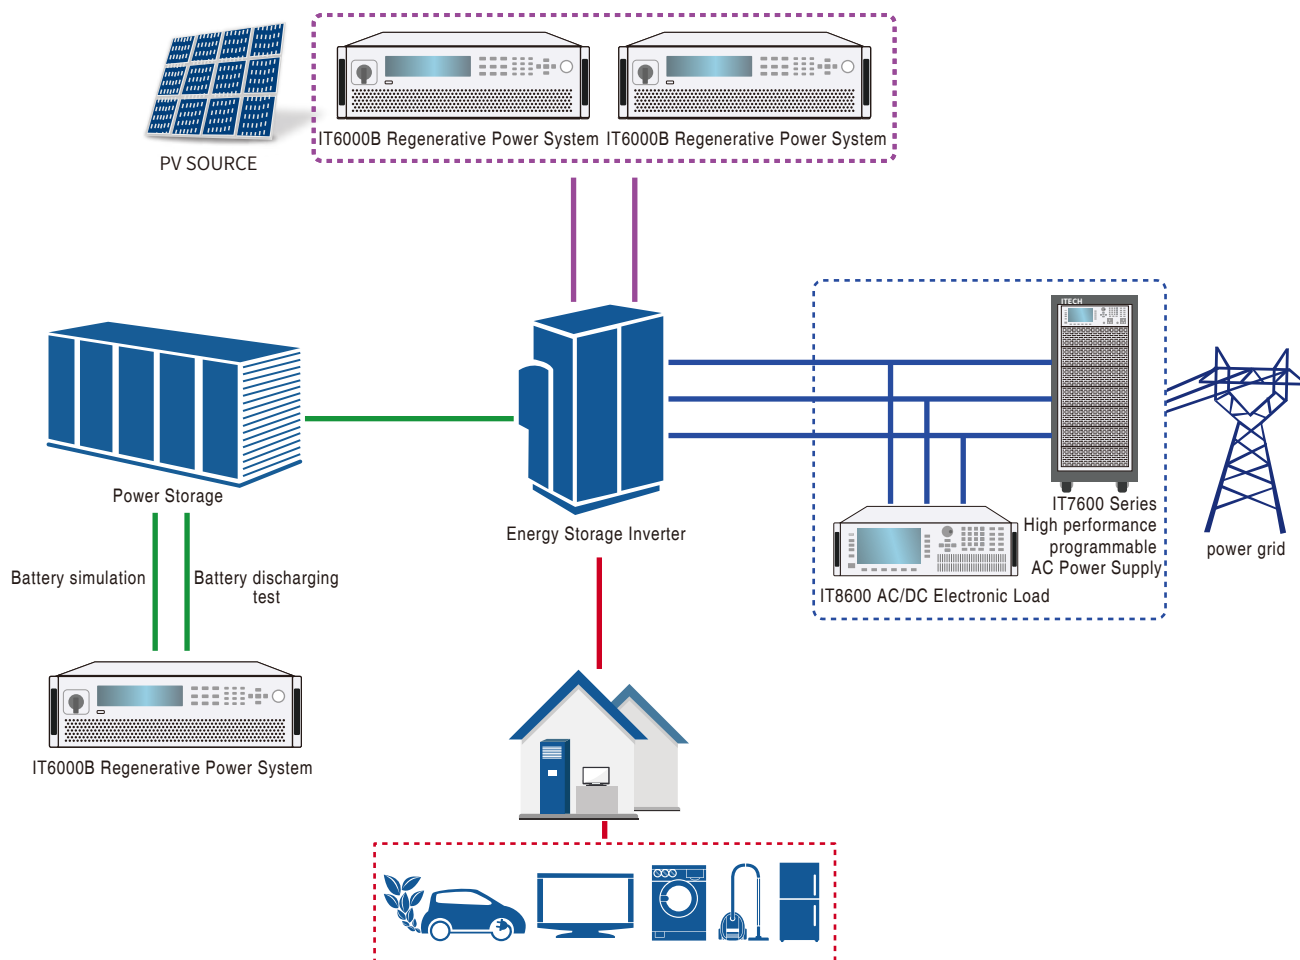 IT6000B Regenerative Power System
IT6000B Regenerative Power System
PV SOURCE
ITECH
Power Storage
Energy Storage Inverter
IT7600 Series
High performance
programmable
AC Power Supply
power grid
Battery simulation
Battery discharging
test
IT8600 AC/DC Electronic Load
IT6000B Regenerative Power System